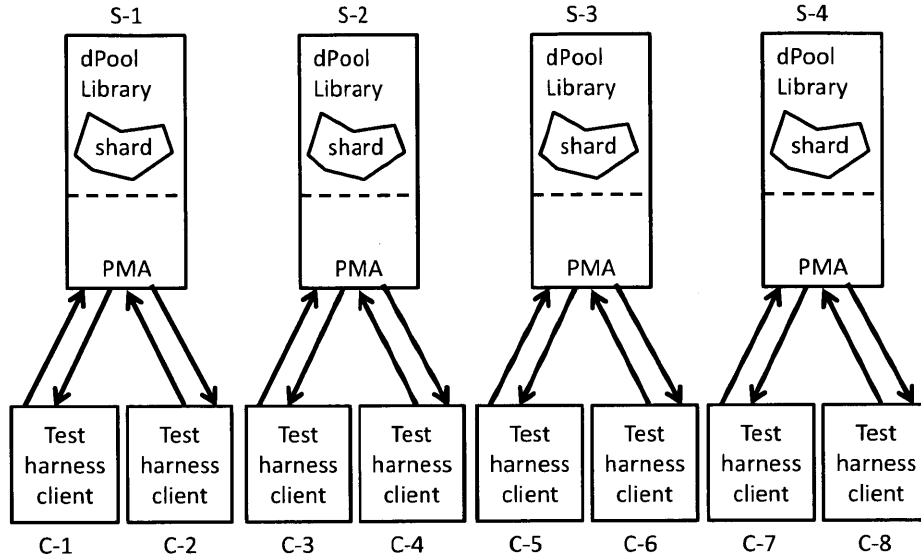 S-1
S-2
S-3
S-4
dPool
Library
shard
PMA
dPool
Library
shard
PMA
dPool
Library
shard
PMA
dPool
Library
shard
PMA
Test
harness
client
Test
harness
client
Test
harness
client
Test
harness
client
Test
harness
client
Test
harness
client
Test
harness
client
Test
harness
client
C-1
C-2
C-3
C-4
C-5
C-6
C-7
C-8